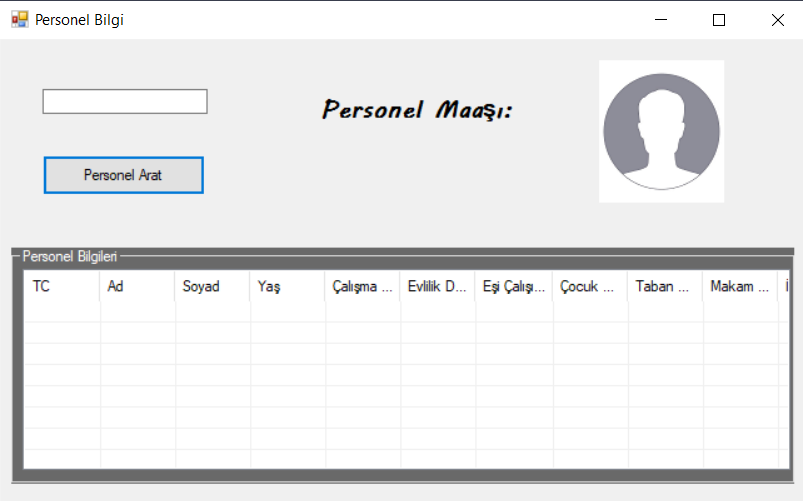 Personel Bilgi
Personel Maaşı:
Personel Arat
Personel Bilgileri
TC Ad Soyad Yaş Çalışma ... Evlilik D... Eşi Çalışı... Çocuk ... Taban ... Makam ...